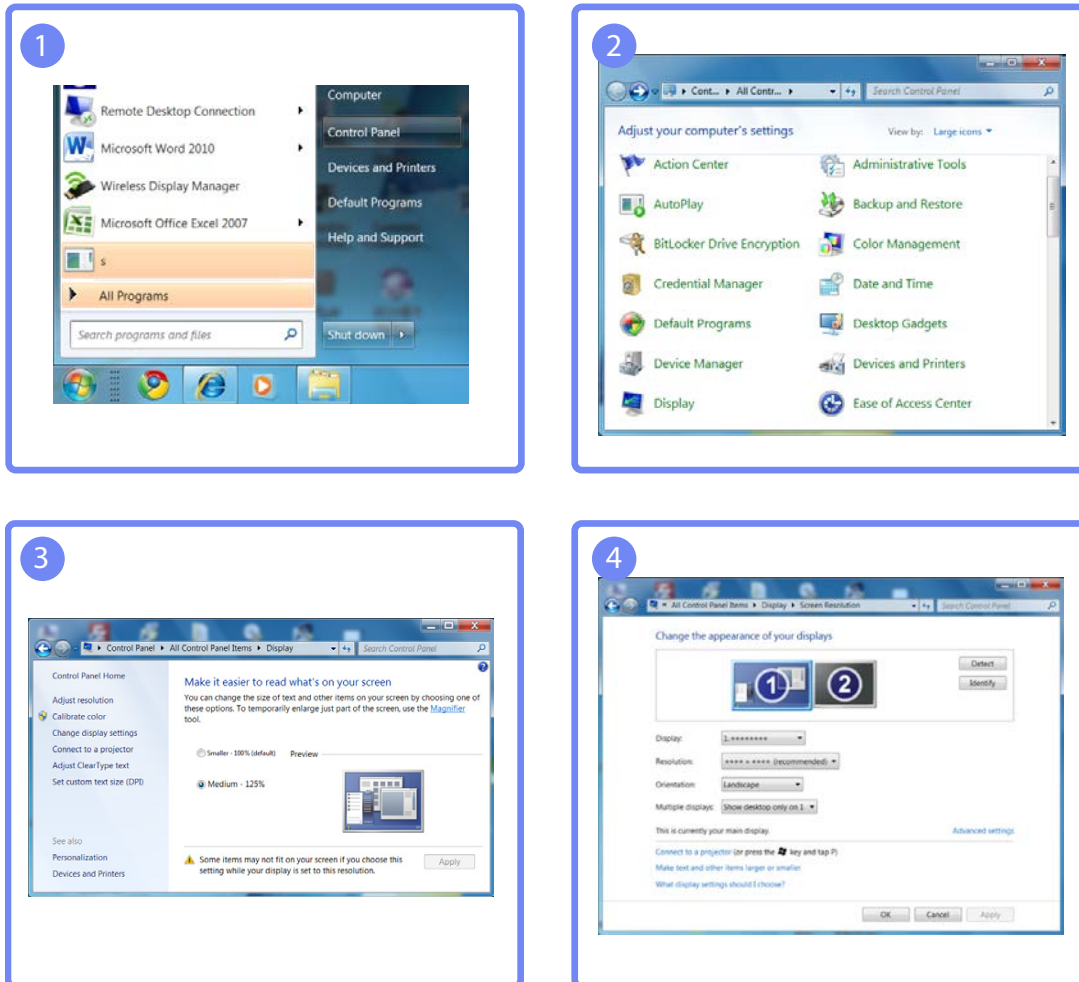 1
Remote Desktop Connection
Microsoft Word 2010
Wireless Display Manager
Microsoft Office Excel 2007
s
All Programs
Search programs and files
Computer
Control Panel
Devices and Printers
Default Programs
Help and Support
Shut down
2
Cont... All Contr...
Search Control Panel
Adjust your computer's settings
View by: Large icons
Action Center
Administrative Tools
AutoPlay
Backup and Restore
BitLocker Drive Encryption
Color Management
Credential Manager
Date and Time
Default Programs
Desktop Gadgets
Device Manager
Devices and Printers
Display
Ease of Access Center
3
Control Panel All Control Panel Items Display
Search Control Panel
Control Panel Home
Adjust resolution
Calibrate color
Change display settings
Connect to a projector
Adjust ClearType text
Set custom text size (DPI)
See also
Personalization
Devices and Printers
Make it easier to read what's on your screen
You can change the size of text and other items on your screen by choosing one of
these options. To temporarily enlarge just part of the screen, use the Magnifier
tool.
Smaller - 100% (default) Preview
Medium - 125%
Some items may not fit on your screen if you choose this
setting while your display is set to this resolution.
Apply
4
All Control Panel Items Display Screen Resolution
Search Control Panel
Change the appearance of your displays
1 2
Detect
Identify
Display: 1.********
Resolution: **** × **** (recommended)
Orientation: Landscape
Multiple displays: Show desktop only on 1
This is currently your main display.
Advanced settings
Connect to a projector (or press the key and tap P)
Make text and other items larger or smaller
What display settings should I choose?
OK Cancel Apply